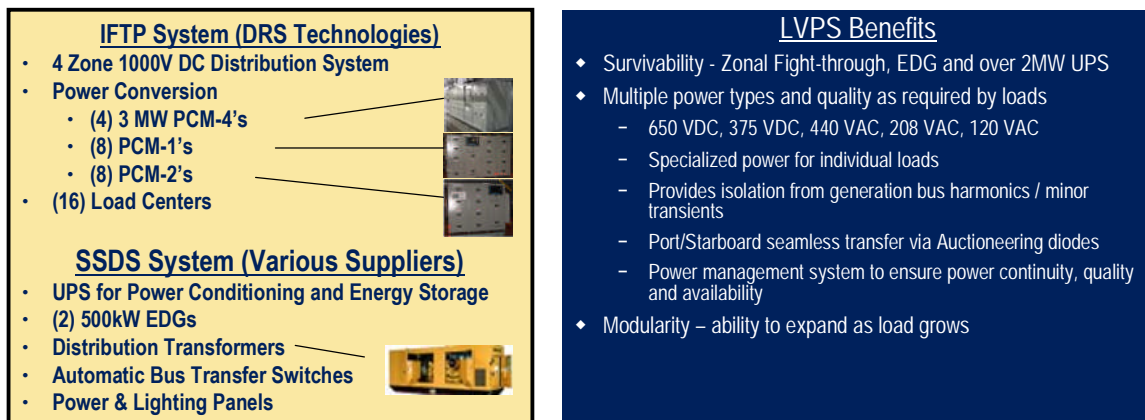 IFTP System (DRS Technologies)
• 4 Zone 1000V DC Distribution System
• Power Conversion
• (4) 3 MW PCM-4's
• (8) PCM-1's
• (8) PCM-2's
• (16) Load Centers
SSDS System (Various Suppliers)
• UPS for Power Conditioning and Energy Storage
• (2) 500kW EDGs
• Distribution Transformers
• Automatic Bus Transfer Switches
• Power & Lighting Panels
LVPS Benefits
◆ Survivability - Zonal Fight-through, EDG and over 2MW UPS
◆ Multiple power types and quality as required by loads
– 650 VDC, 375 VDC, 440 VAC, 208 VAC, 120 VAC
– Specialized power for individual loads
– Provides isolation from generation bus harmonics / minor
transients
– Port/Starboard seamless transfer via Auctioneering diodes
– Power management system to ensure power continuity, quality
and availability
◆ Modularity – ability to expand as load grows